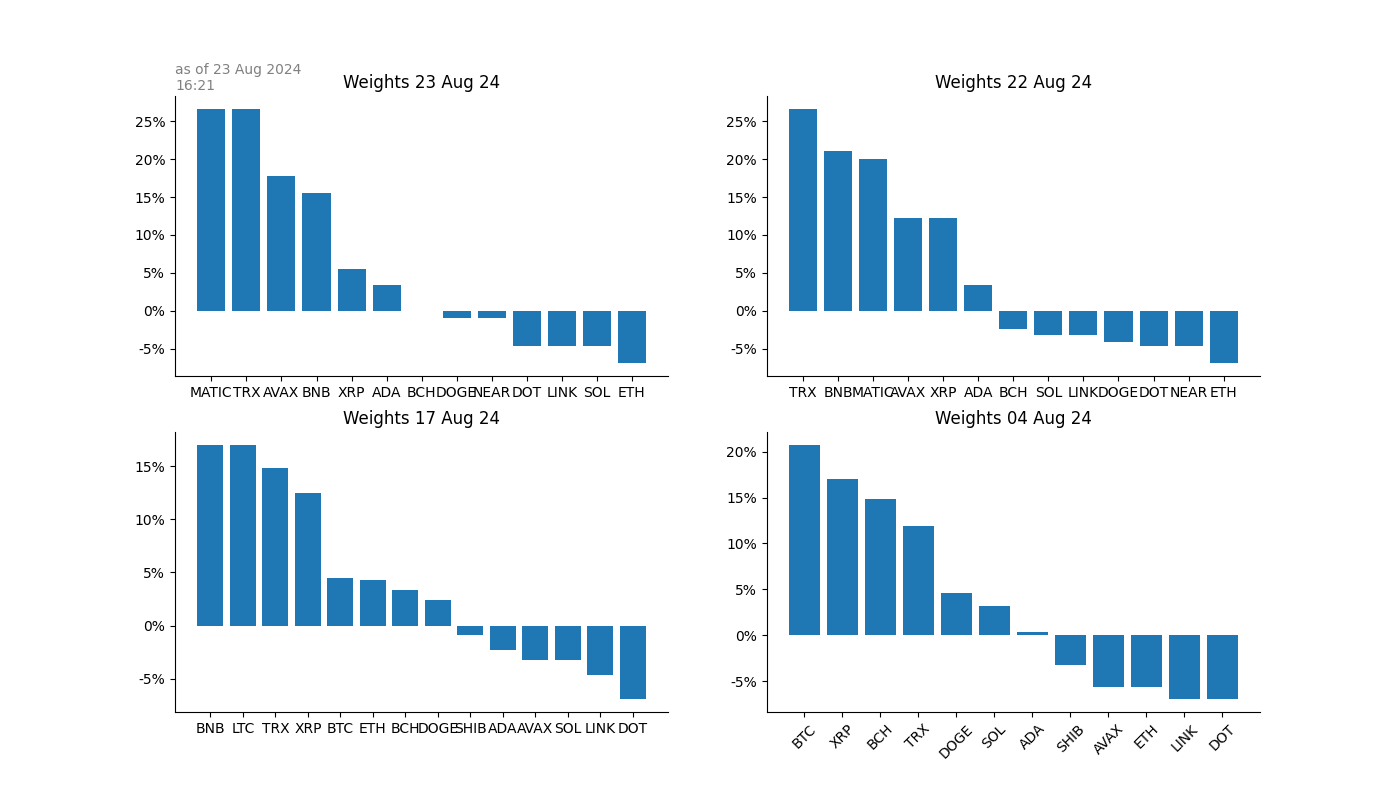 as of 23 Aug 2024
16:21
Weights 23 Aug 24
25%
20%
15%
10%
5%
0%
-5%
MATIC TRX AVAX BNB XRP ADA BCH DOGE NEAR DOT LINK SOL ETH
Weights 22 Aug 24
25%
20%
15%
10%
5%
0%
-5%
TRX BNB MATIC AVAX XRP ADA BCH SOL LINK DOGE DOT NEAR ETH
Weights 17 Aug 24
15%
10%
5%
0%
-5%
BNB LTC TRX XRP BTC ETH BCH DOGE SHIB ADA AVAX SOL LINK DOT
Weights 04 Aug 24
20%
15%
10%
5%
0%
-5%
BTC XRP BCH TRX DOGE SOL ADA SHIB AVAX ETH LINK DOT